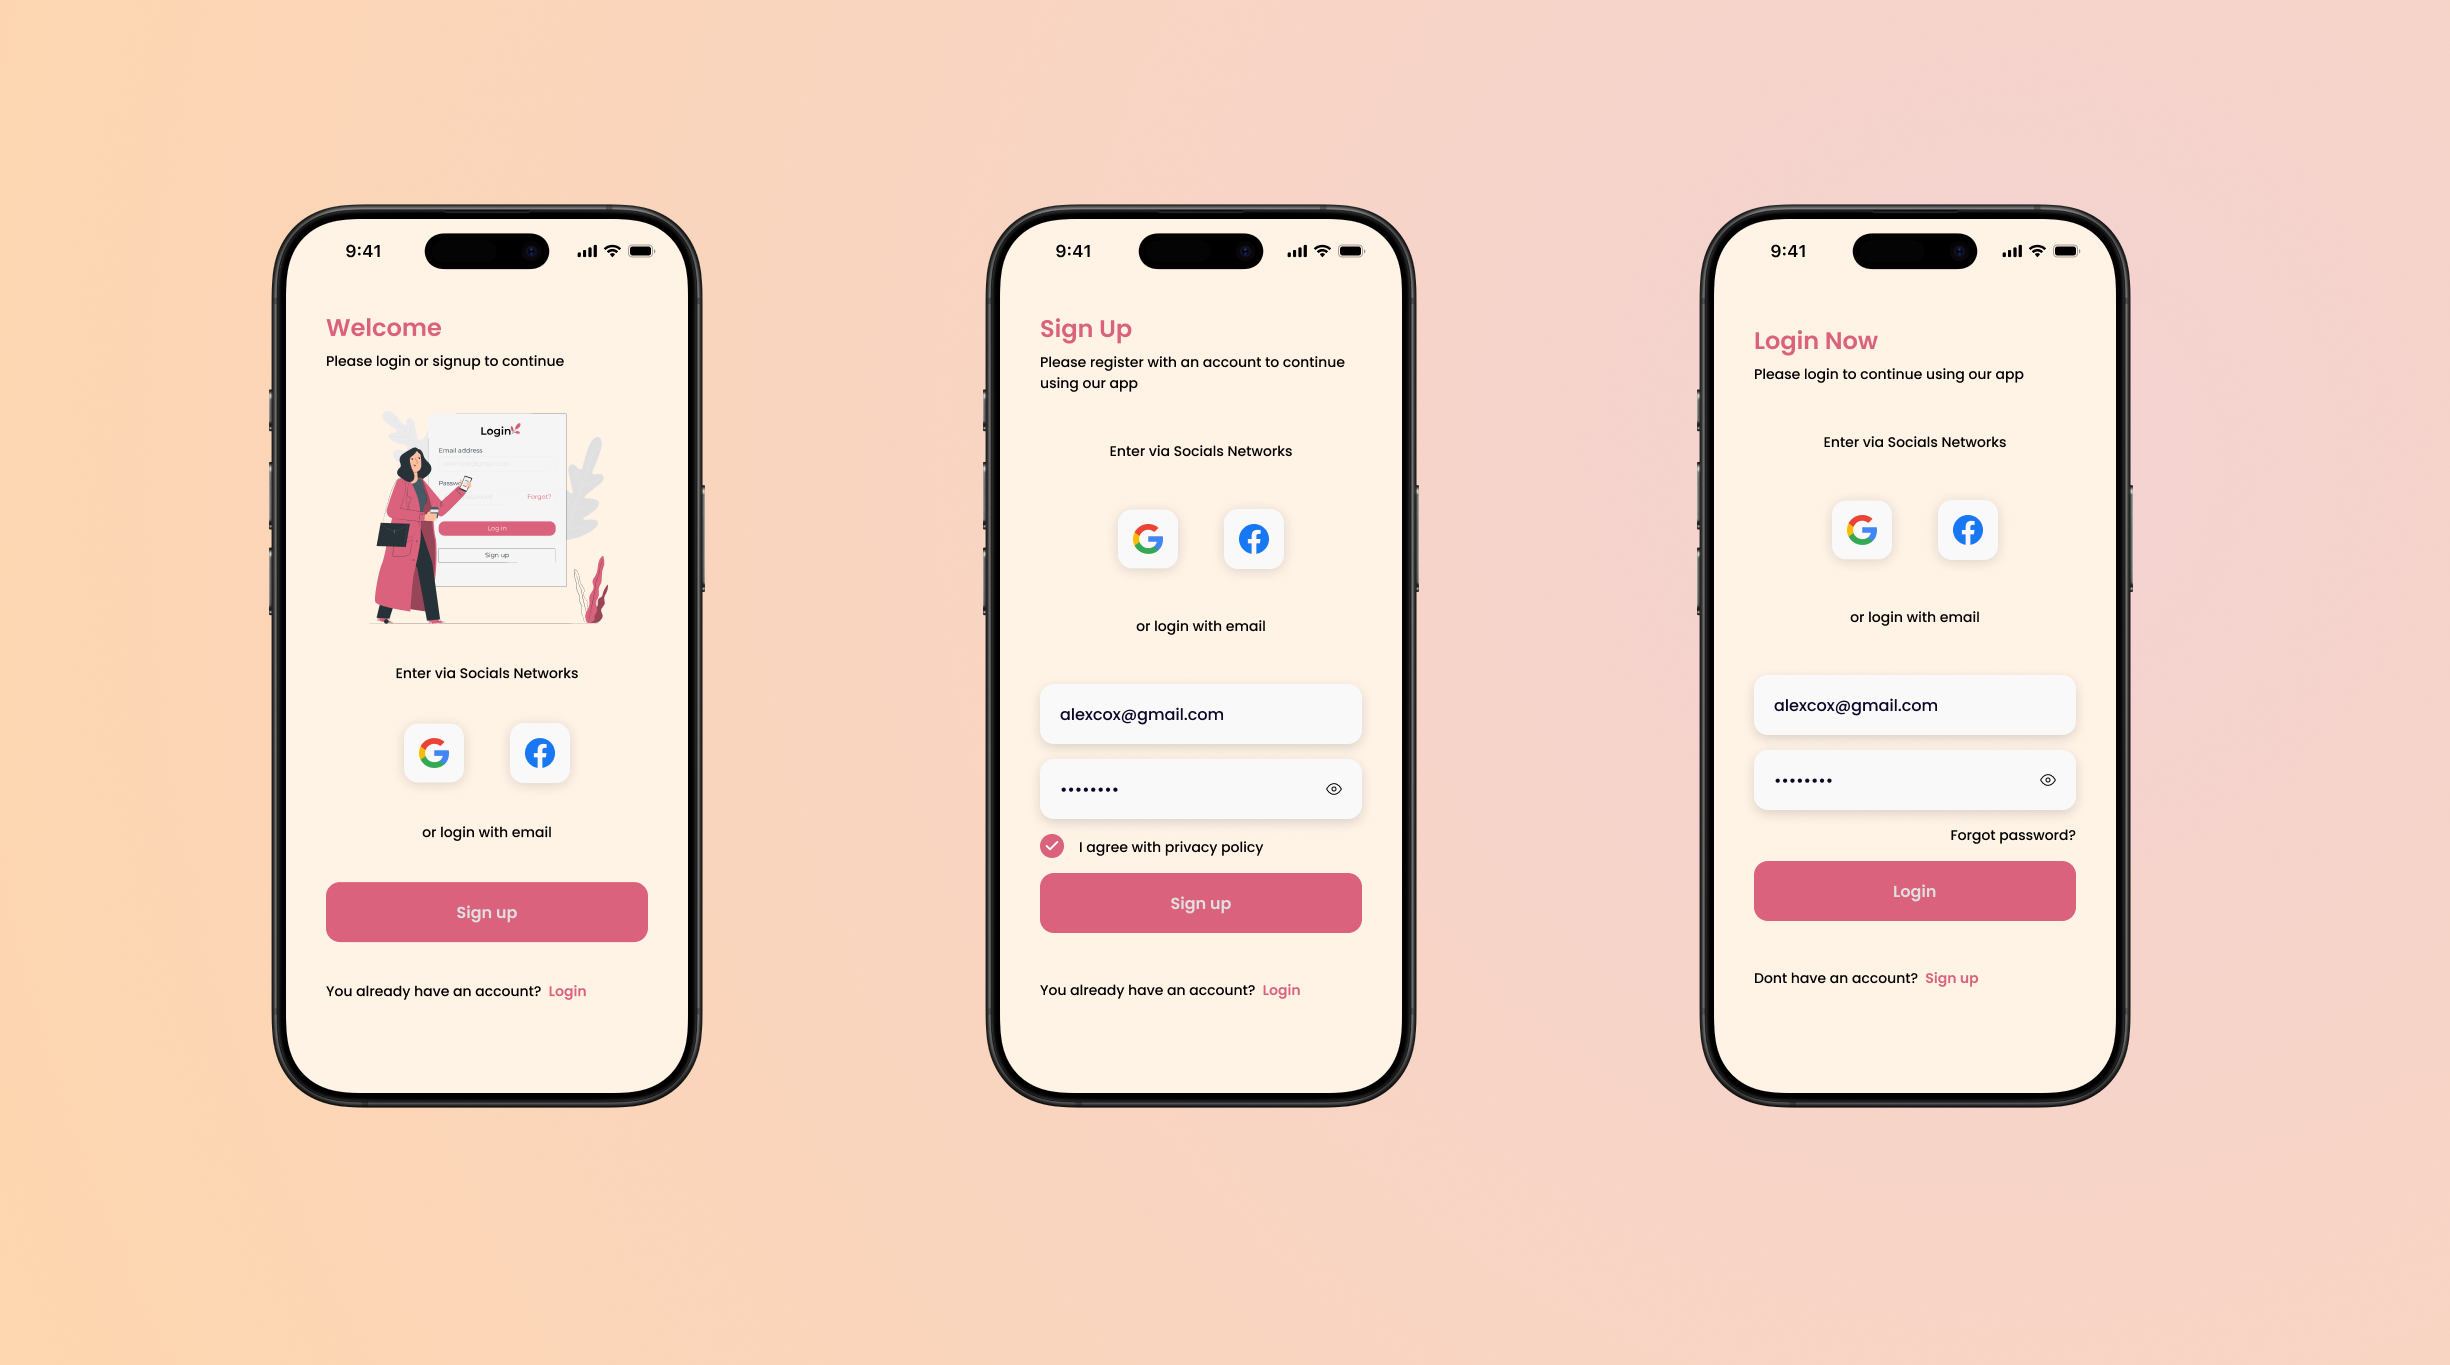 9:41
Welcome
Please login or signup to continue
Login
Email address
Forgot?
Log in
Sign up
Enter via Socials Networks
or login with email
Sign up
You already have an account? Login
9:41
Sign Up
Please register with an account to continue
using our app
Enter via Socials Networks
or login with email
alexcox@gmail.com
••••••••
I agree with privacy policy
Sign up
You already have an account? Login
9:41
Login Now
Please login to continue using our app
Enter via Socials Networks
or login with email
alexcox@gmail.com
••••••••
Forgot password?
Login
Dont have an account? Sign up